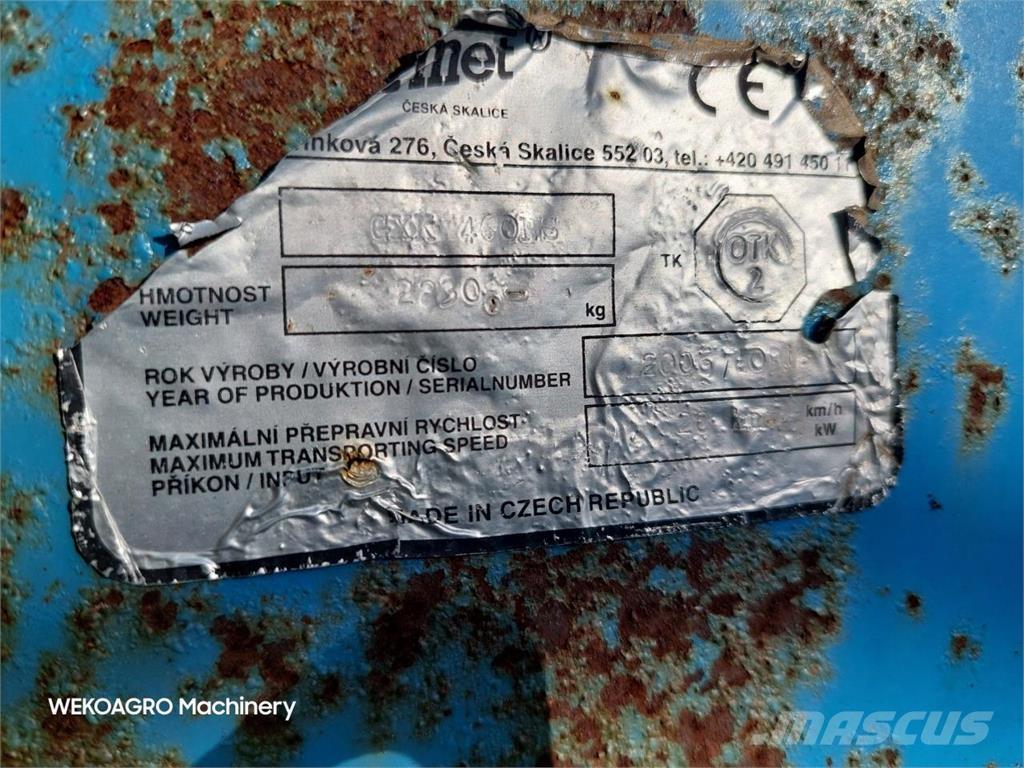 ČESKÁ SKALICE
276, Česká Skalice 552 03, tel.: +420 491 450
TK OTK
2
HMOTNOST
WEIGHT
kg
ROK VÝROBY / VÝROBNÍ ČÍSLO
YEAR OF PRODUKTION / SERIALNUMBER
MAXIMÁLNÍ PŘEPRAVNÍ RYCHLOST
MAXIMUM TRANSPORTING SPEED
km/h
PŘÍKON / INPUT
kW
MADE IN CZECH REPUBLIC
WEKOAGRO Machinery
MASCUS